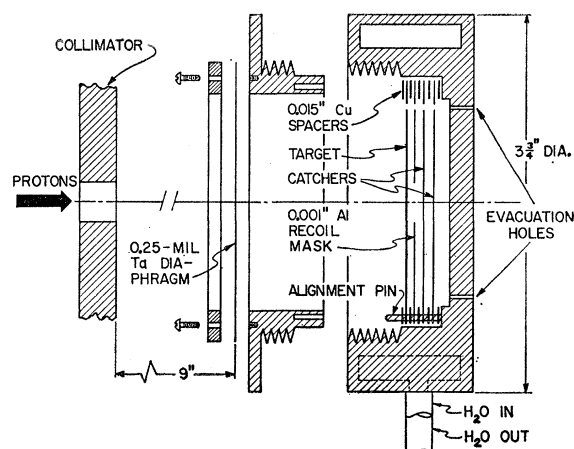 COLLIMATOR
PROTONS
0.25-MIL
Ta DIA-
PHRAGM
9"
0.015" Cu
SPACERS
TARGET
CATCHERS
0.001" Al
RECOIL
MASK
ALIGNMENT PIN
3 3/4" DIA.
EVACUATION
HOLES
H2O IN
H2O OUT